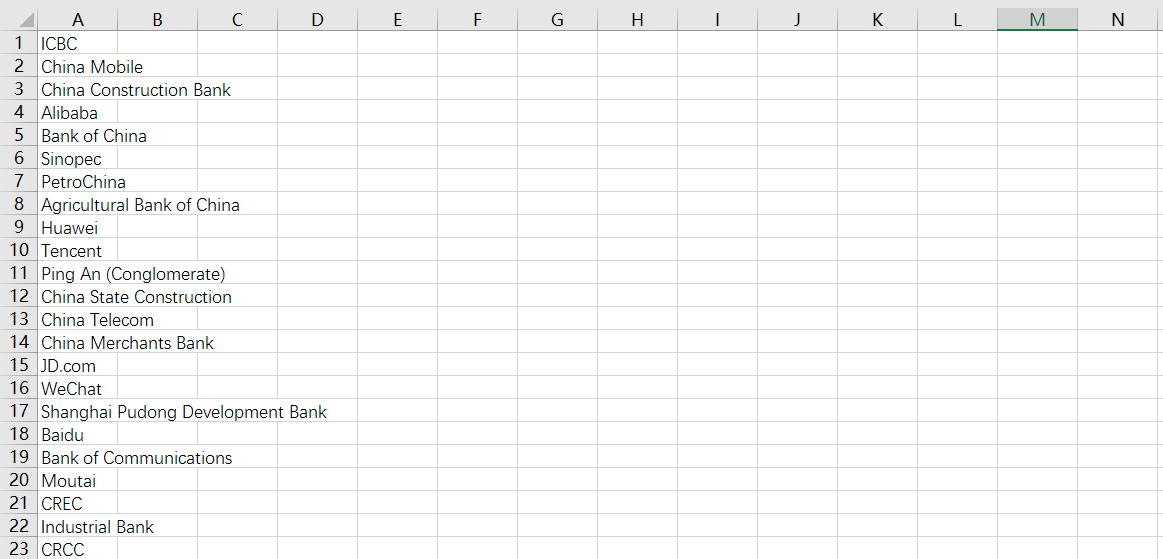 A B C D E F G H I J K L M N
1 ICBC
2 China Mobile
3 China Construction Bank
4 Alibaba
5 Bank of China
6 Sinopec
7 PetroChina
8 Agricultural Bank of China
9 Huawei
10 Tencent
11 Ping An (Conglomerate)
12 China State Construction
13 China Telecom
14 China Merchants Bank
15 JD.com
16 WeChat
17 Shanghai Pudong Development Bank
18 Baidu
19 Bank of Communications
20 Moutai
21 CREC
22 Industrial Bank
23 CRCC